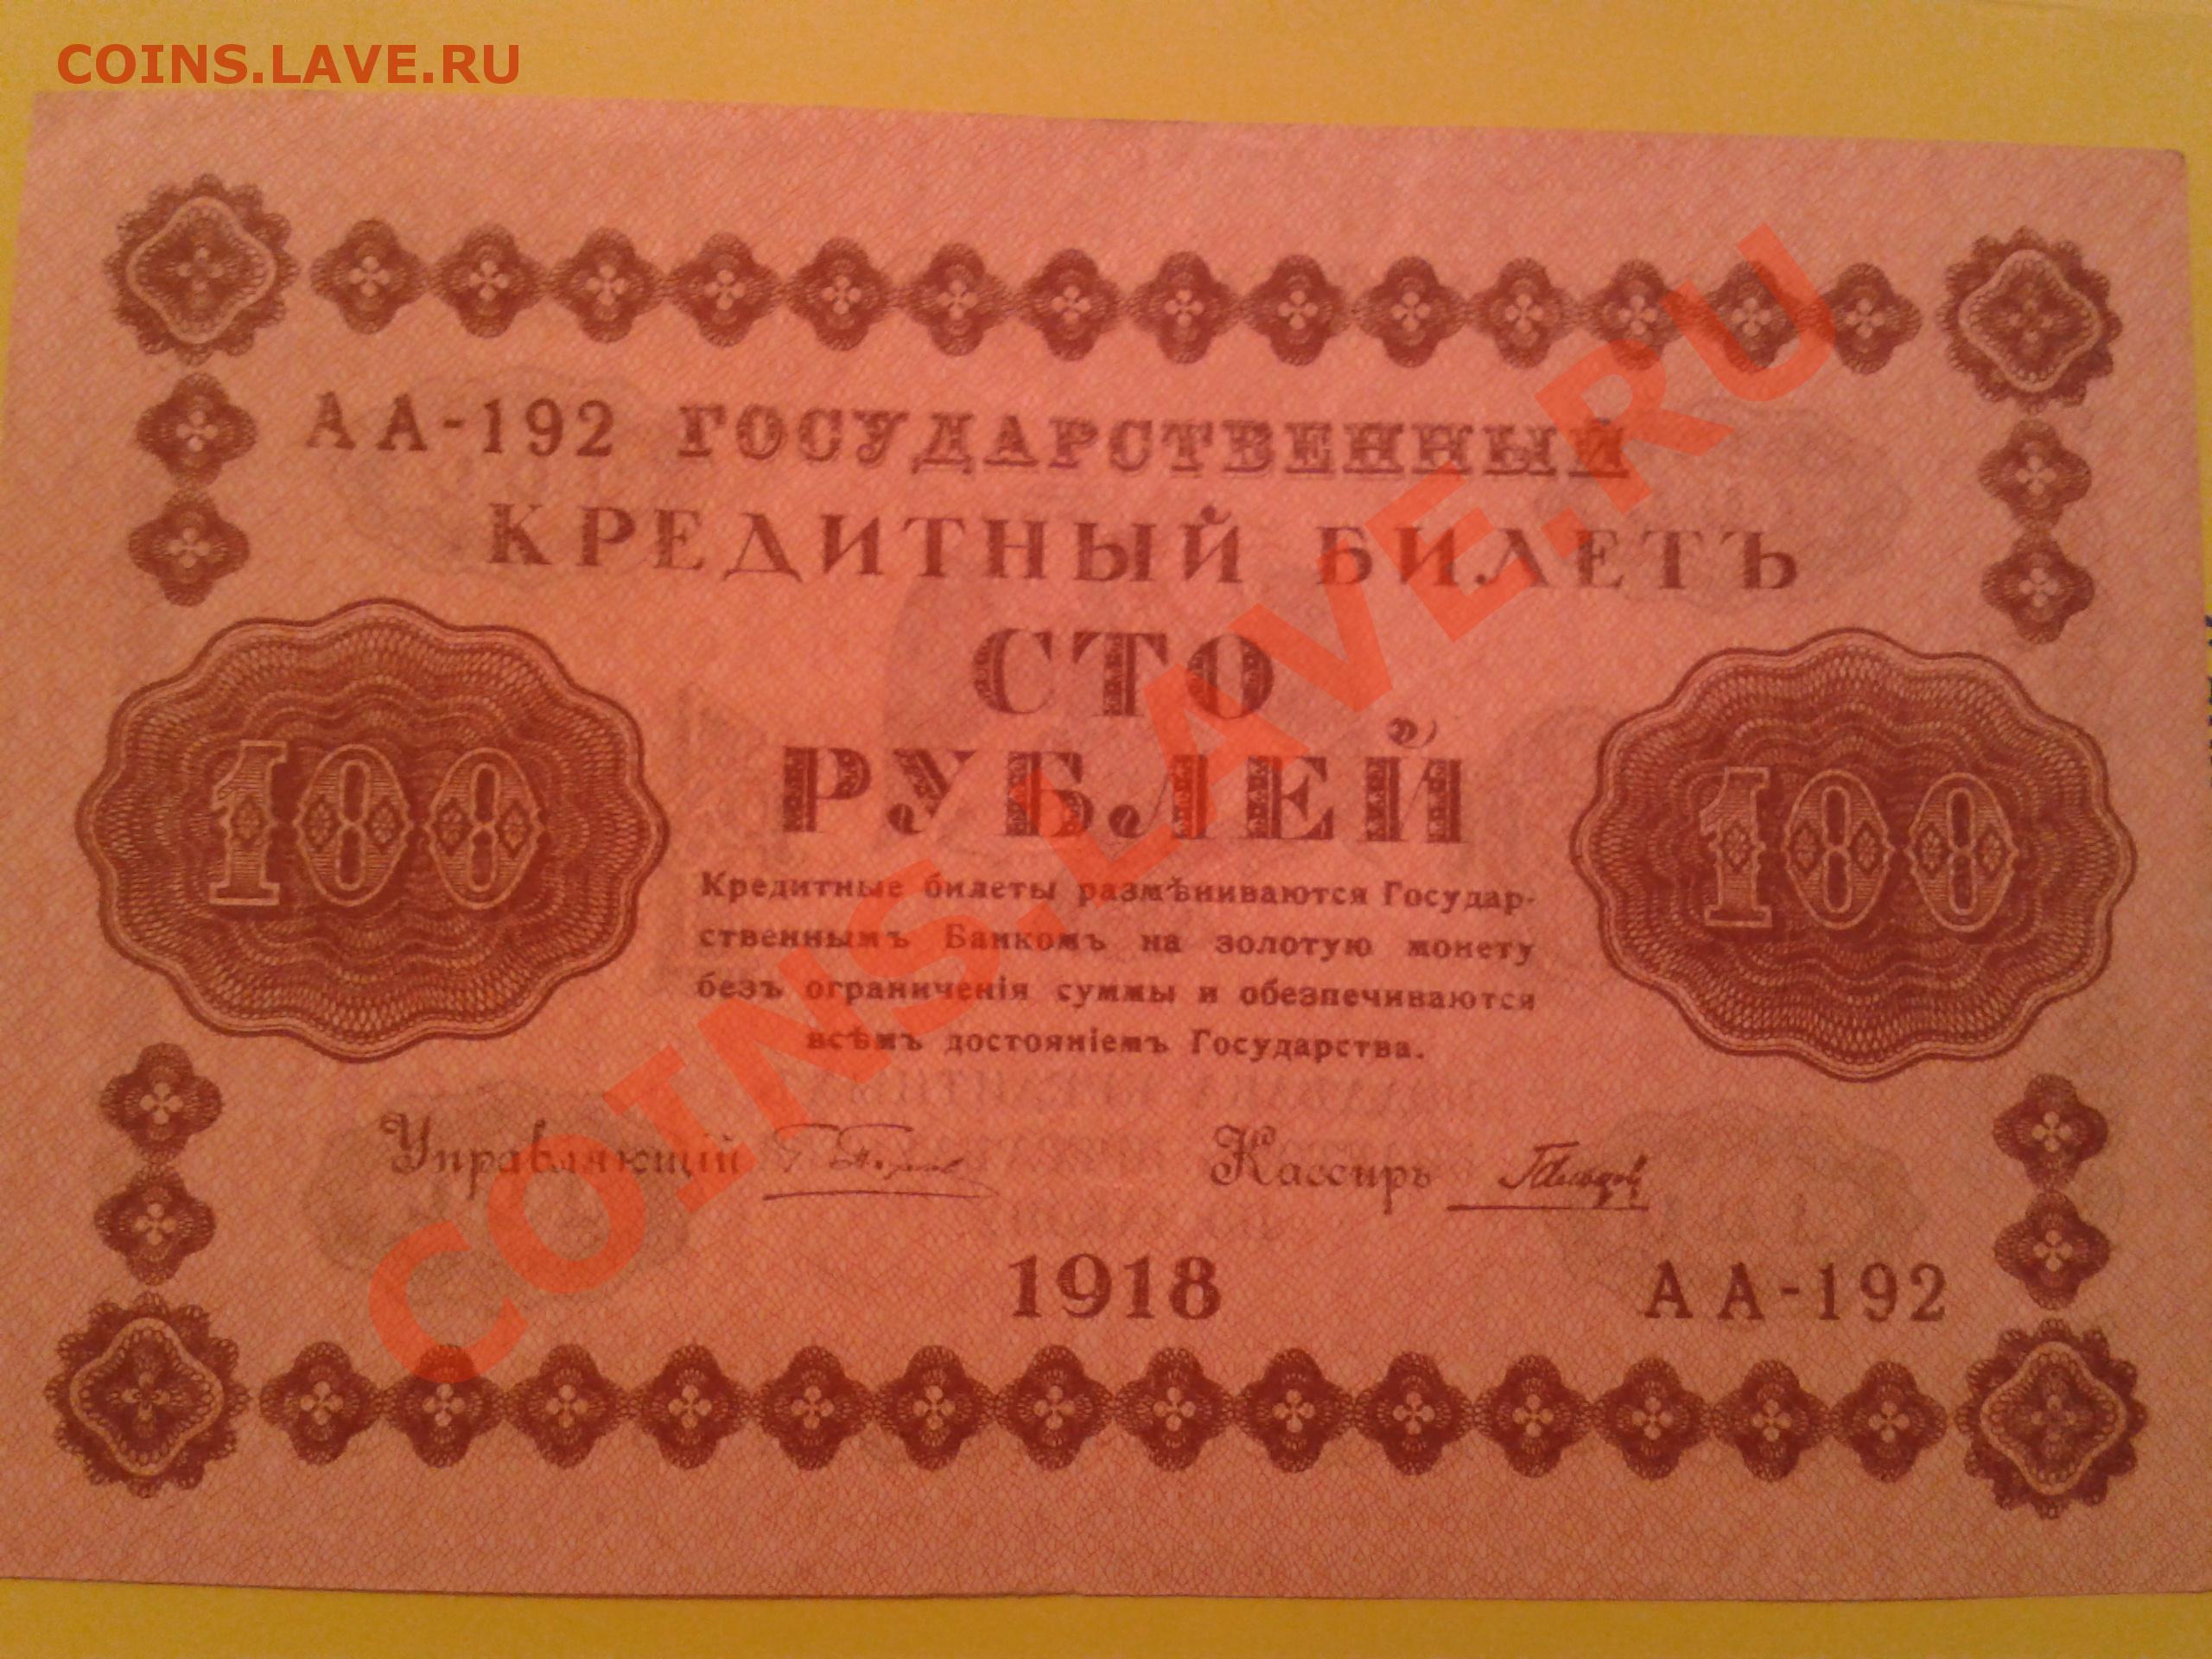 COINS.LAVE.RU
АА-192 ГОСУДАРСТВЕННЫЙ
КРЕДИТНЫЙ БИЛЕТЪ
СТО
РУБЛЕЙ
100
100
Кредитные билеты размѣниваются Государ-
ственнымъ Банкомъ на золотую монету
безъ ограниченія суммы и обезпечиваются
всѣмъ достояніемъ Государства.
Управляющій
Кассиръ
1918
АА-192
COINS.LAVE.RU